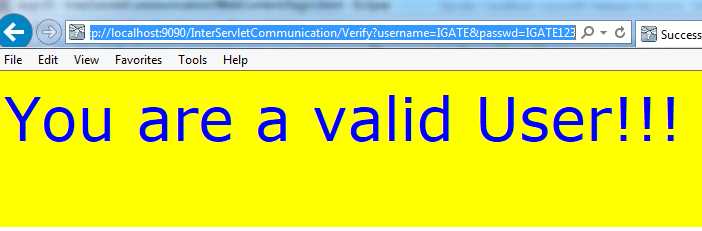 tp://localhost:9090/InterServletCommunication/Verify?username=IGATE&passwd=IGATE123
Success
File Edit View Favorites Tools Help
You are a valid User!!!